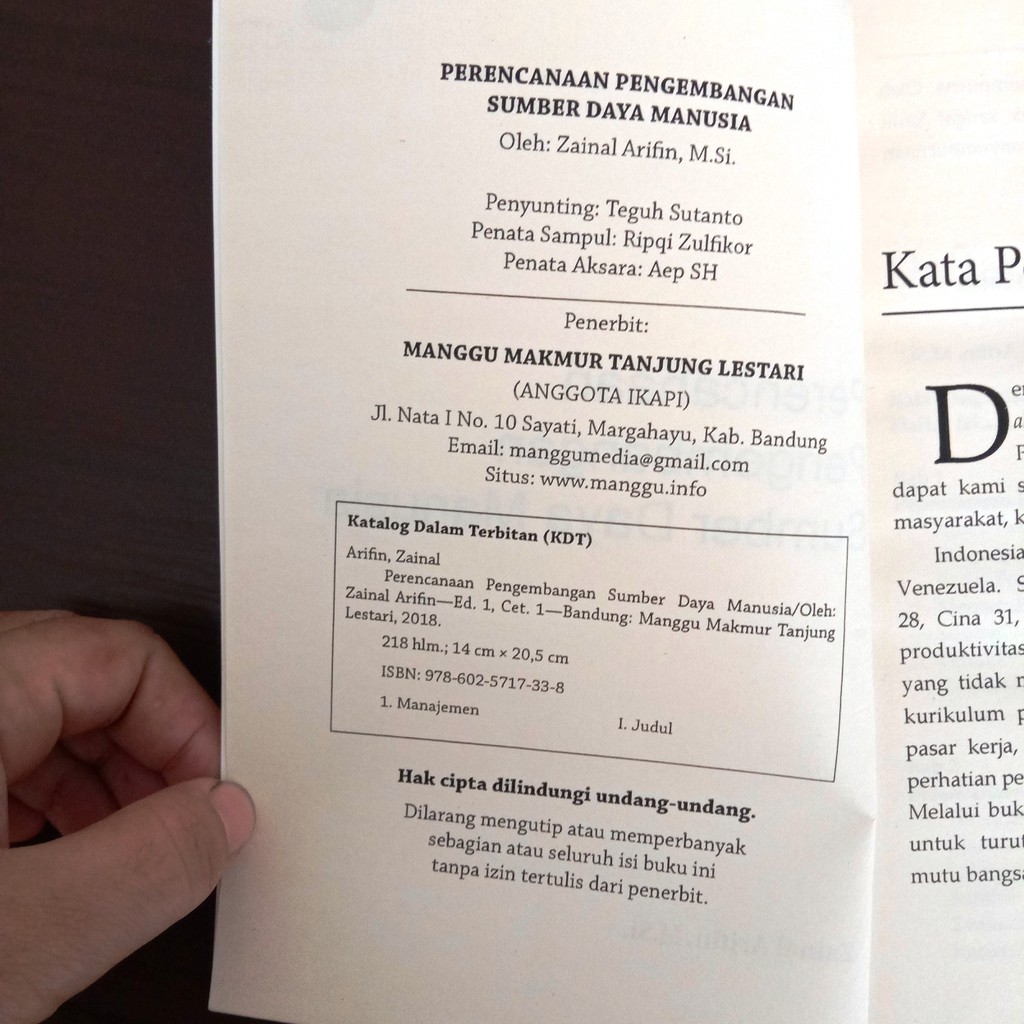 PERENCANAAN PENGEMBANGAN
SUMBER DAYA MANUSIA
Oleh: Zainal Arifin, M.Si.
Penyunting: Teguh Sutanto
Penata Sampul: Ripqi Zulfikor
Penata Aksara: Aep SH
Penerbit:
MANGGU MAKMUR TANJUNG LESTARI
(ANGGOTA IKAPI)
Jl. Nata I No. 10 Sayati, Margahayu, Kab. Bandung
Email: manggumedia@gmail.com
Situs: www.manggu.info
Katalog Dalam Terbitan (KDT)
Arifin, Zainal
Perencanaan Pengembangan Sumber Daya Manusia/Oleh:
Zainal Arifin—Ed. 1, Cet. 1—Bandung: Manggu Makmur Tanjung
Lestari, 2018.
218 hlm.; 14 cm × 20,5 cm
ISBN: 978-602-5717-33-8
1. Manajemen
I. Judul
Hak cipta dilindungi undang-undang.
Dilarang mengutip atau memperbanyak
sebagian atau seluruh isi buku ini
tanpa izin tertulis dari penerbit.
Kata
dapat kami
masyarakat,
Indonesia
Venezuela.
28, Cina 31,
produktivitas
yang tidak
kurikulum
pasar kerja,
perhatian
Melalui
untuk
mutu